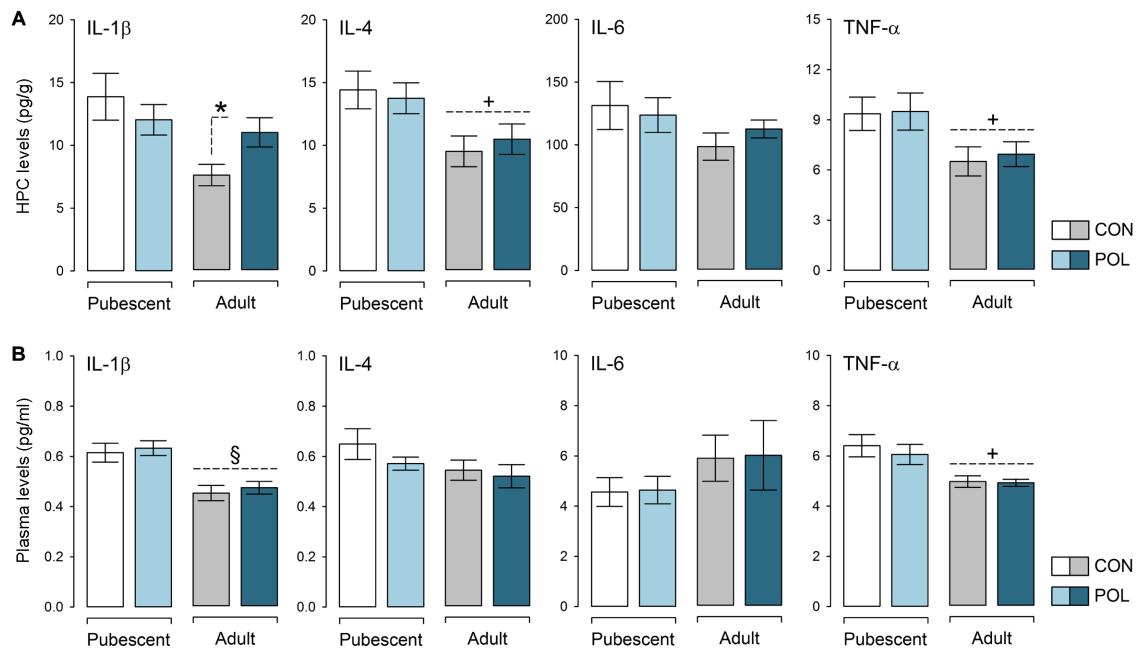 A
IL-1β
IL-4
IL-6
TNF-α
HPC levels (pg/g)
20
15
10
5
0
*
20
15
10
5
0
+
200
150
100
50
0
15
12
9
6
3
0
+
CON
POL
Pubescent Adult
Pubescent Adult
Pubescent Adult
Pubescent Adult
B
IL-1β
IL-4
IL-6
TNF-α
Plasma levels (pg/ml)
1.0
0.8
0.6
0.4
0.2
0.0
§
1.0
0.8
0.6
0.4
0.2
0.0
10
8
6
4
2
0
10
8
6
4
2
0
+
CON
POL
Pubescent Adult
Pubescent Adult
Pubescent Adult
Pubescent Adult